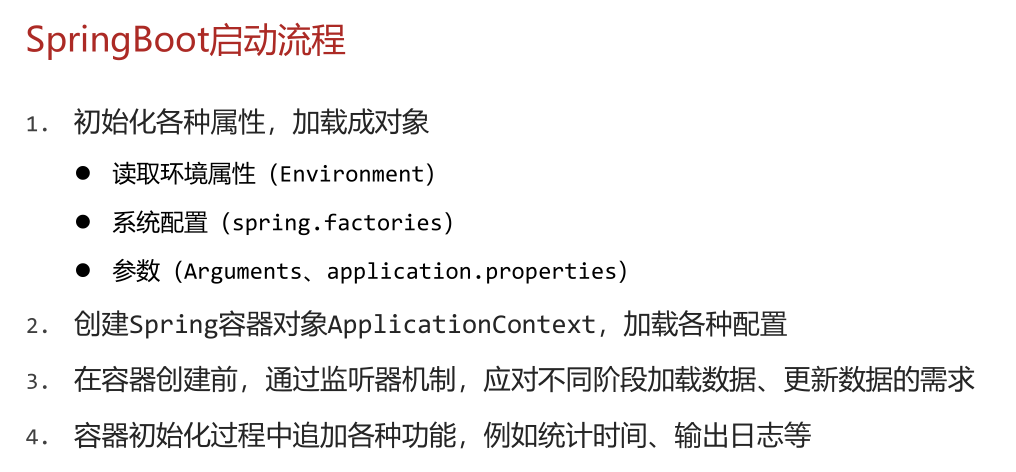 SpringBoot启动流程
1. 初始化各种属性，加载成对象
● 读取环境属性（Environment）
● 系统配置（spring.factories）
● 参数（Arguments、application.properties）
2. 创建Spring容器对象ApplicationContext，加载各种配置
3. 在容器创建前，通过监听器机制，应对不同阶段加载数据、更新数据的需求
4. 容器初始化过程中追加各种功能，例如统计时间、输出日志等